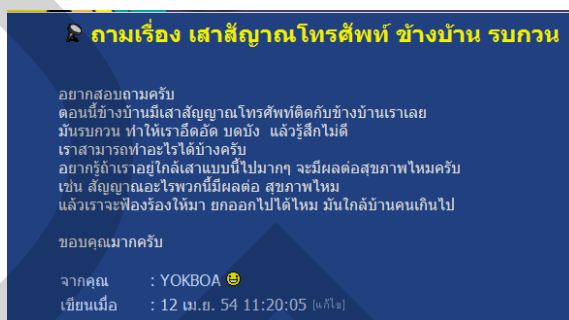 ถามเรื่อง เสาสัญาณโทรศัพท์ ข้างบ้าน รบกวน
อยากสอบถามครับ
ตอนนี้ข้างบ้านมีเสาสัญญาณโทรศัพท์ติดกับข้างบ้านเราเลย
มันรบกวน ทำให้เราอึดอัด บดบัง แล้วรู้สึกไม่ดี
เราสามารถทำอะไรได้บ้างครับ
อยากรู้ถ้าเราอยู่ใกล้เสาแบบนี้ไปมากๆ จะมีผลต่อสุขภาพไหมครับ
เช่น สัญญาณอะไรพวกนี้มีผลต่อ สุขภาพไหม
แล้วเราจะฟ้องร้องให้มา ยกออกไปได้ไหม มันใกล้บ้านคนเกินไป
ขอบคุณมากครับ
จากคุณ : YOKBOA
เขียนเมื่อ : 12 เม.ย. 54 11:20:05 [แก้ไข]